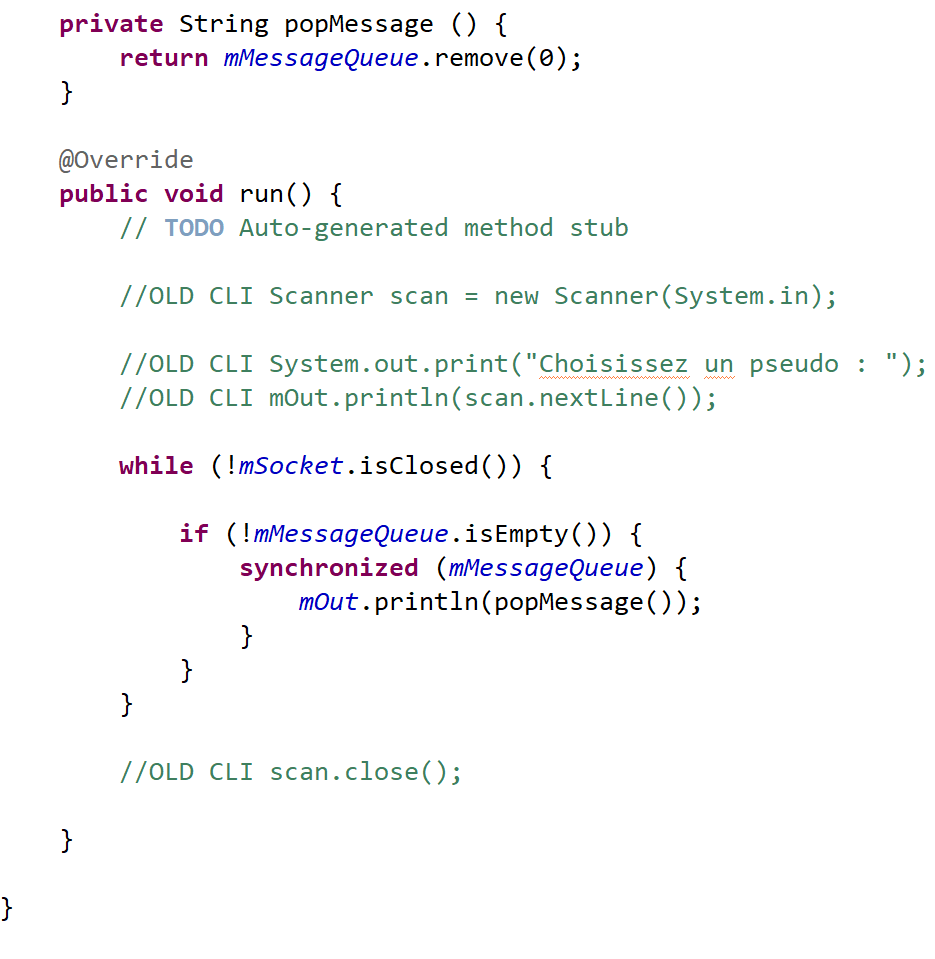 private String popMessage () {
return mMessageQueue.remove(0);
}
@Override
public void run() {
// TODO Auto-generated method stub
//OLD CLI Scanner scan = new Scanner(System.in);
//OLD CLI System.out.print("Choisissez un pseudo : ");
//OLD CLI mOut.println(scan.nextLine());
while (!mSocket.isClosed()) {
if (!mMessageQueue.isEmpty()) {
synchronized (mMessageQueue) {
mOut.println(popMessage());
}
}
}
//OLD CLI scan.close();
}
}